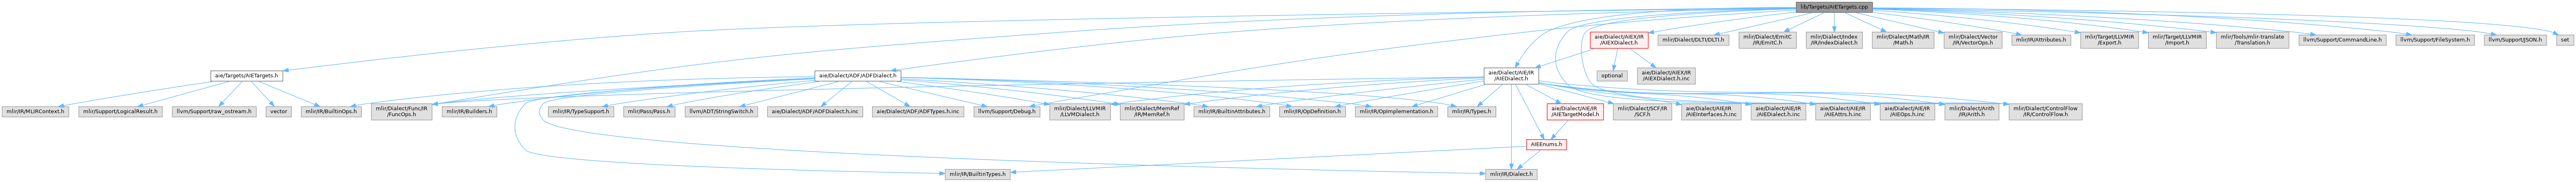 lib/Targets/AIETargets.cpp
aie/Dialect/AIEX/IR
/AIEXDialect.h
mlir/Dialect/DLTI/DLTI.h
mlir/Dialect/EmitC
/IR/EmitC.h
mlir/Dialect/Index
/IR/IndexDialect.h
mlir/Dialect/Math/IR
/Math.h
mlir/Dialect/Vector
/IR/VectorOps.h
mlir/IR/Attributes.h
mlir/Target/LLVMIR
/Export.h
mlir/Target/LLVMIR
/Import.h
mlir/Tools/mlir-translate
/Translation.h
llvm/Support/CommandLine.h
llvm/Support/FileSystem.h
llvm/Support/JSON.h
set
aie/Targets/AIETargets.h
aie/Dialect/ADF/ADFDialect.h
aie/Dialect/AIE/IR
/AIEDialect.h
optional
aie/Dialect/AIEX/IR
/AIEXDialect.h.inc
mlir/IR/MLIRContext.h
mlir/Support/LogicalResult.h
llvm/Support/raw_ostream.h
vector
mlir/IR/BuiltinOps.h
mlir/Dialect/Func/IR
/FuncOps.h
mlir/IR/Builders.h
mlir/IR/TypeSupport.h
mlir/Pass/Pass.h
llvm/ADT/StringSwitch.h
aie/Dialect/ADF/ADFDialect.h.inc
aie/Dialect/ADF/ADFTypes.h.inc
llvm/Support/Debug.h
mlir/Dialect/LLVMIR
/LLVMDialect.h
mlir/Dialect/MemRef
/IR/MemRef.h
mlir/IR/BuiltinAttributes.h
mlir/IR/OpDefinition.h
mlir/IR/OpImplementation.h
mlir/IR/Types.h
aie/Dialect/AIE/IR
/AIETargetModel.h
mlir/Dialect/SCF/IR
/SCF.h
aie/Dialect/AIE/IR
/AIEInterfaces.h.inc
aie/Dialect/AIE/IR
/AIEDialect.h.inc
aie/Dialect/AIE/IR
/AIEAttrs.h.inc
aie/Dialect/AIE/IR
/AIEOps.h.inc
mlir/Dialect/Arith
/IR/Arith.h
mlir/Dialect/ControlFlow
/IR/ControlFlow.h
AIEEnums.h
mlir/IR/BuiltinTypes.h
mlir/IR/Dialect.h